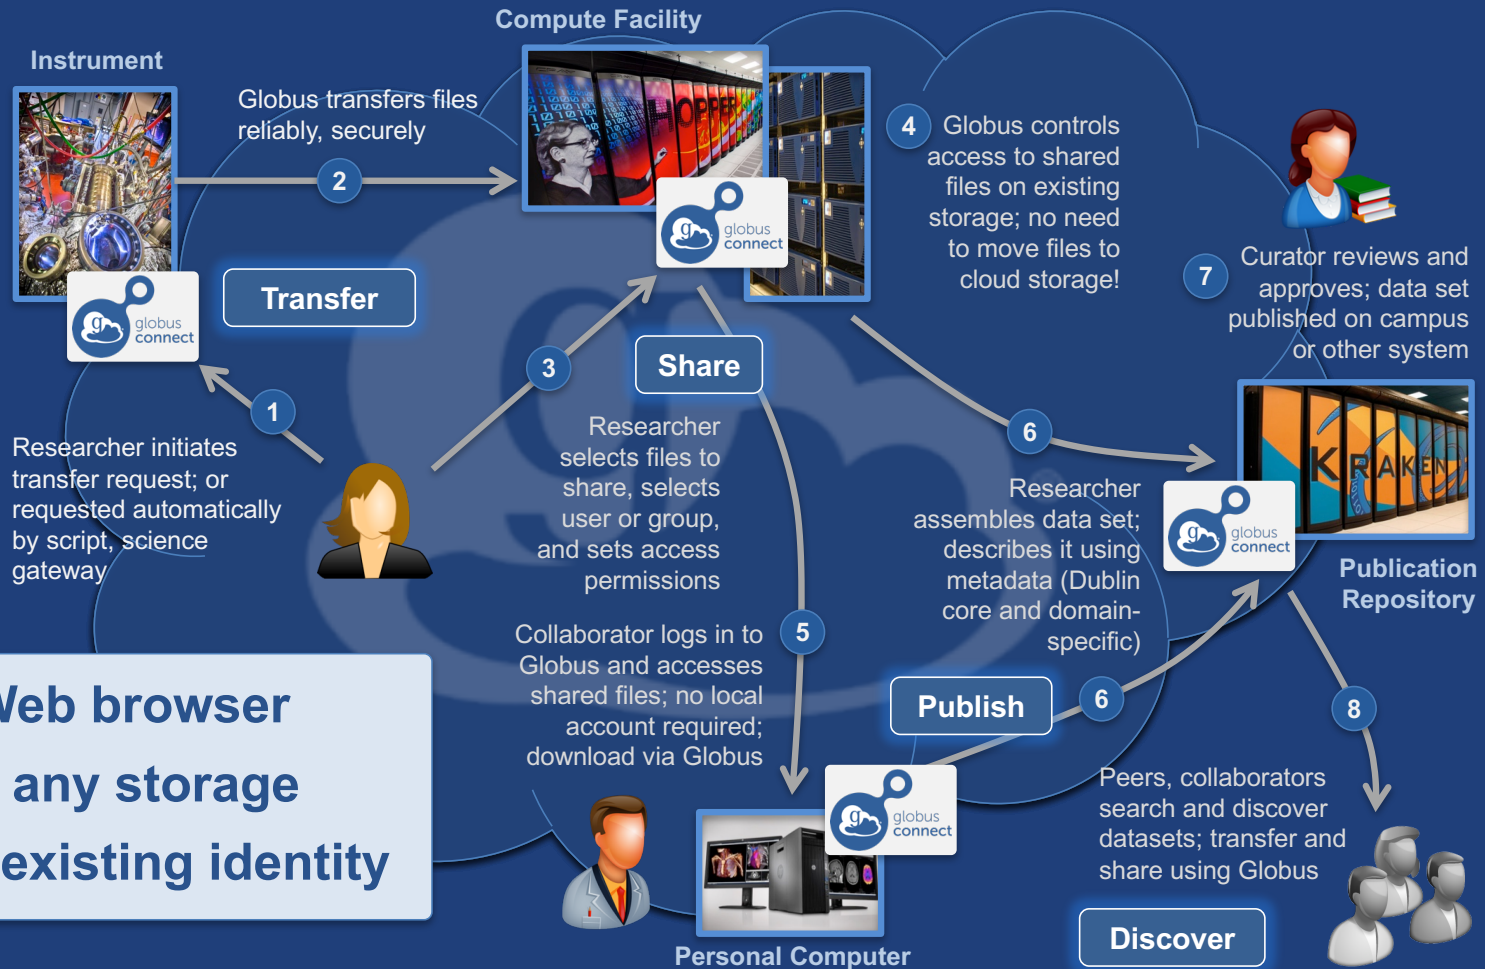 Compute Facility
Instrument
Globus transfers files
reliably, securely
2
HOPPER
4
Globus controls
access to shared
files on existing
storage; no need
to move files to
cloud storage!
globus
connect
7
Curator reviews and
approves; data set
published on campus
or other system
Transfer
globus
connect
3
Share
1
Researcher initiates
transfer request; or
requested automatically
by script, science
gateway
Researcher
selects files to
share, selects
user or group,
and sets access
permissions
6
KRAKEN
Researcher
assembles data set;
describes it using
metadata (Dublin
core and domain-
specific)
globus
connect
Publication
Repository
Collaborator logs in to
Globus and accesses
shared files; no local
account required;
download via Globus
5
Web browser
any storage
existing identity
Publish
6
8
globus
connect
Peers, collaborators
search and discover
datasets; transfer and
share using Globus
Discover
Personal Computer